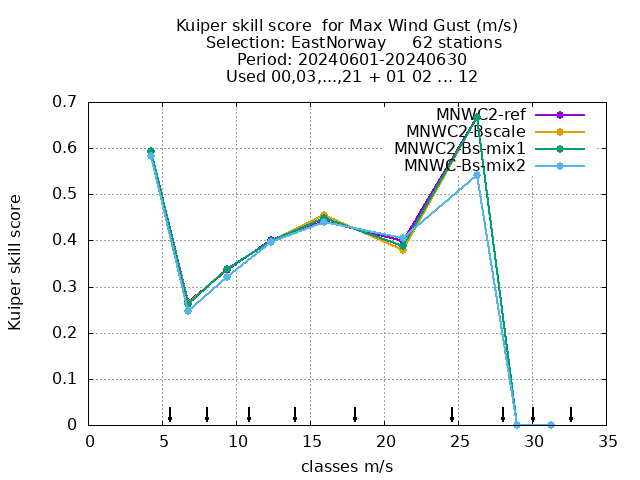 Kuiper skill score  for Max Wind Gust (m/s)
Selection: EastNorway     62 stations
Period: 20240601-20240630
Used 00,03,...,21 + 01 02 ... 12
MNWC2-ref
MNWC2-Bscale
MNWC2-Bs-mix1
MNWC-Bs-mix2
Kuiper skill score
0.7
0.6
0.5
0.4
0.3
0.2
0.1
0
0 5 10 15 20 25 30 35
classes m/s